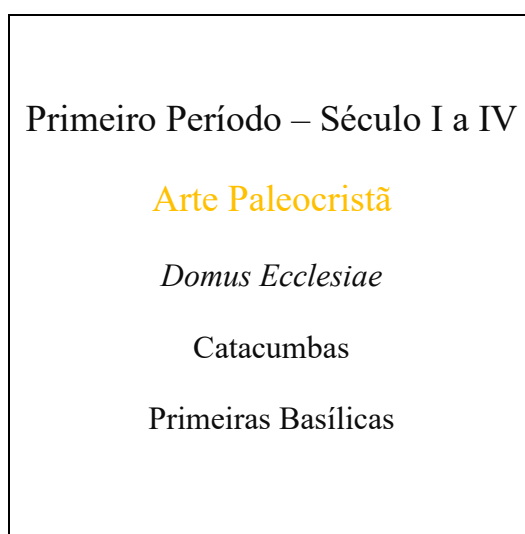 Primeiro Período – Século I a IV
Arte Paleocristã
Domus Ecclesiae
Catacumbas
Primeiras Basílicas